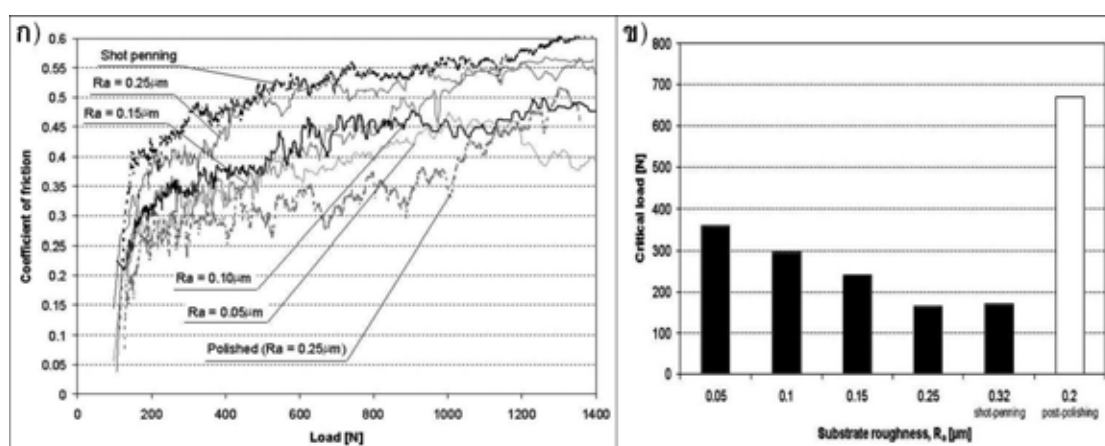 ก)
0.6
0.55
0.5
0.45
0.4
0.35
0.3
0.25
0.2
0.15
0.1
0.05
0
Coefficient of friction
Shot penning
Ra = 0.25μm
Ra = 0.15μm
Ra = 0.10μm
Ra = 0.05μm
Polished (Ra = 0.25μm)
0 200 400 600 800 1000 1200 1400
Load [N]
ข)
800
700
600
500
400
300
200
100
0
Critical load [N]
0.05 0.1 0.15 0.25 0.32 0.2
shot-penning post-polishing
Substrate roughness, Rₐ [μm]